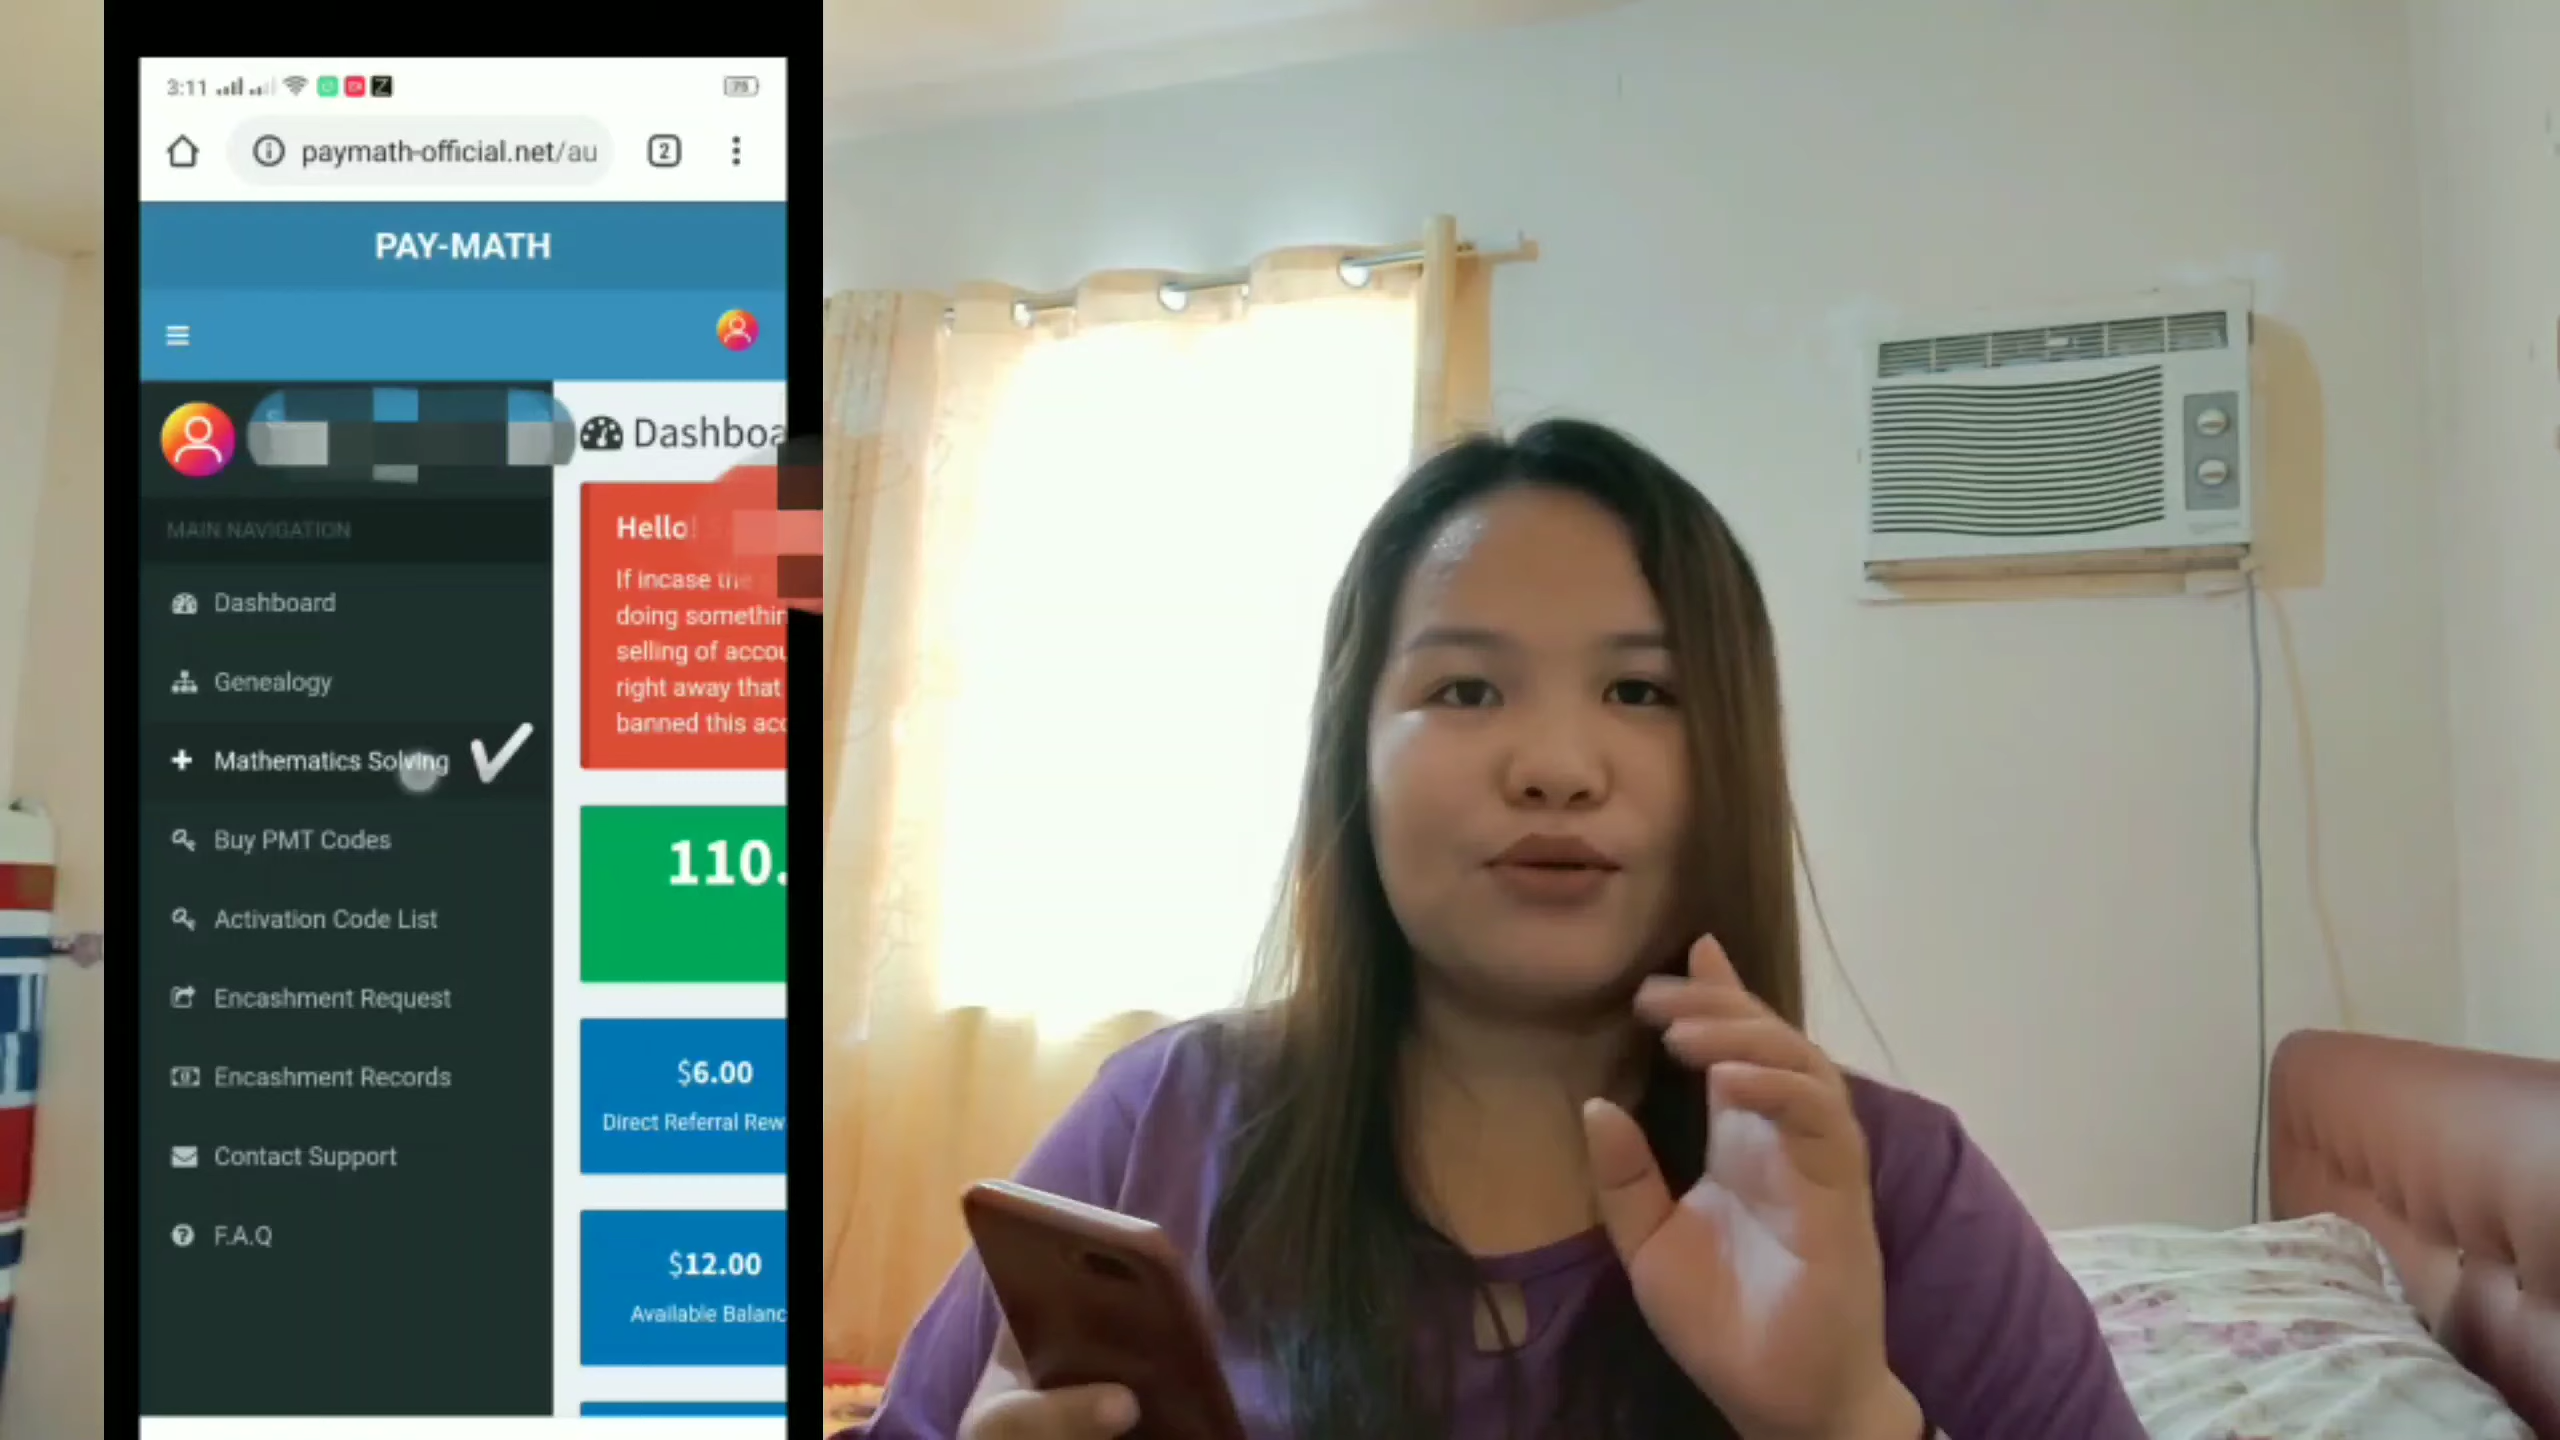 3:11
75
paymath-official.net/au
2
PAY-MATH
Dashboa
MAIN NAVIGATION
Dashboard
Genealogy
Mathematics Solving
Buy PMT Codes
Activation Code List
Encashment Request
Encashment Records
Contact Support
F.A.Q
Hello!
If incase the
doing somethin
selling of accou
right away that
banned this acc
110.
$6.00
Direct Referral Rew
$12.00
Available Balanc